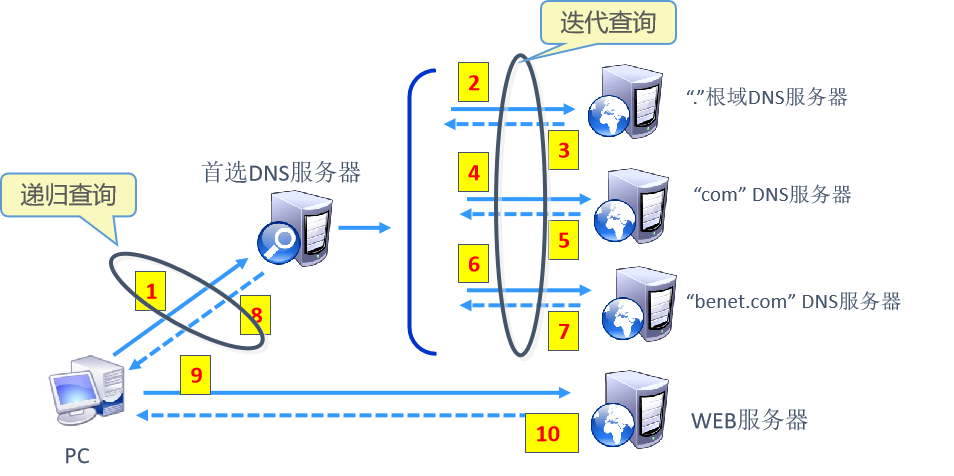 迭代查询
2
“.”根域DNS服务器
3
首选DNS服务器
4
“com” DNS服务器
递归查询
5
6
1
8
“benet.com” DNS服务器
7
9
WEB服务器
10
PC